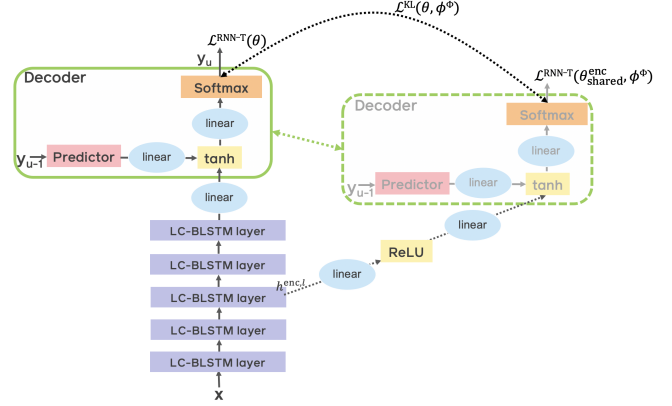 ℒ^KL(θ, ϕ^Φ)
ℒ^RNN-T(θ)
y_u
ℒ^RNN-T(θ^enc_shared, ϕ^Φ)
Decoder
Softmax
linear
y_u-1
Predictor
linear
tanh
linear
Decoder
Softmax
linear
y_u-1
Predictor
linear
tanh
linear
ReLU
linear
h^enc,l
LC-BLSTM layer
LC-BLSTM layer
LC-BLSTM layer
LC-BLSTM layer
LC-BLSTM layer
x